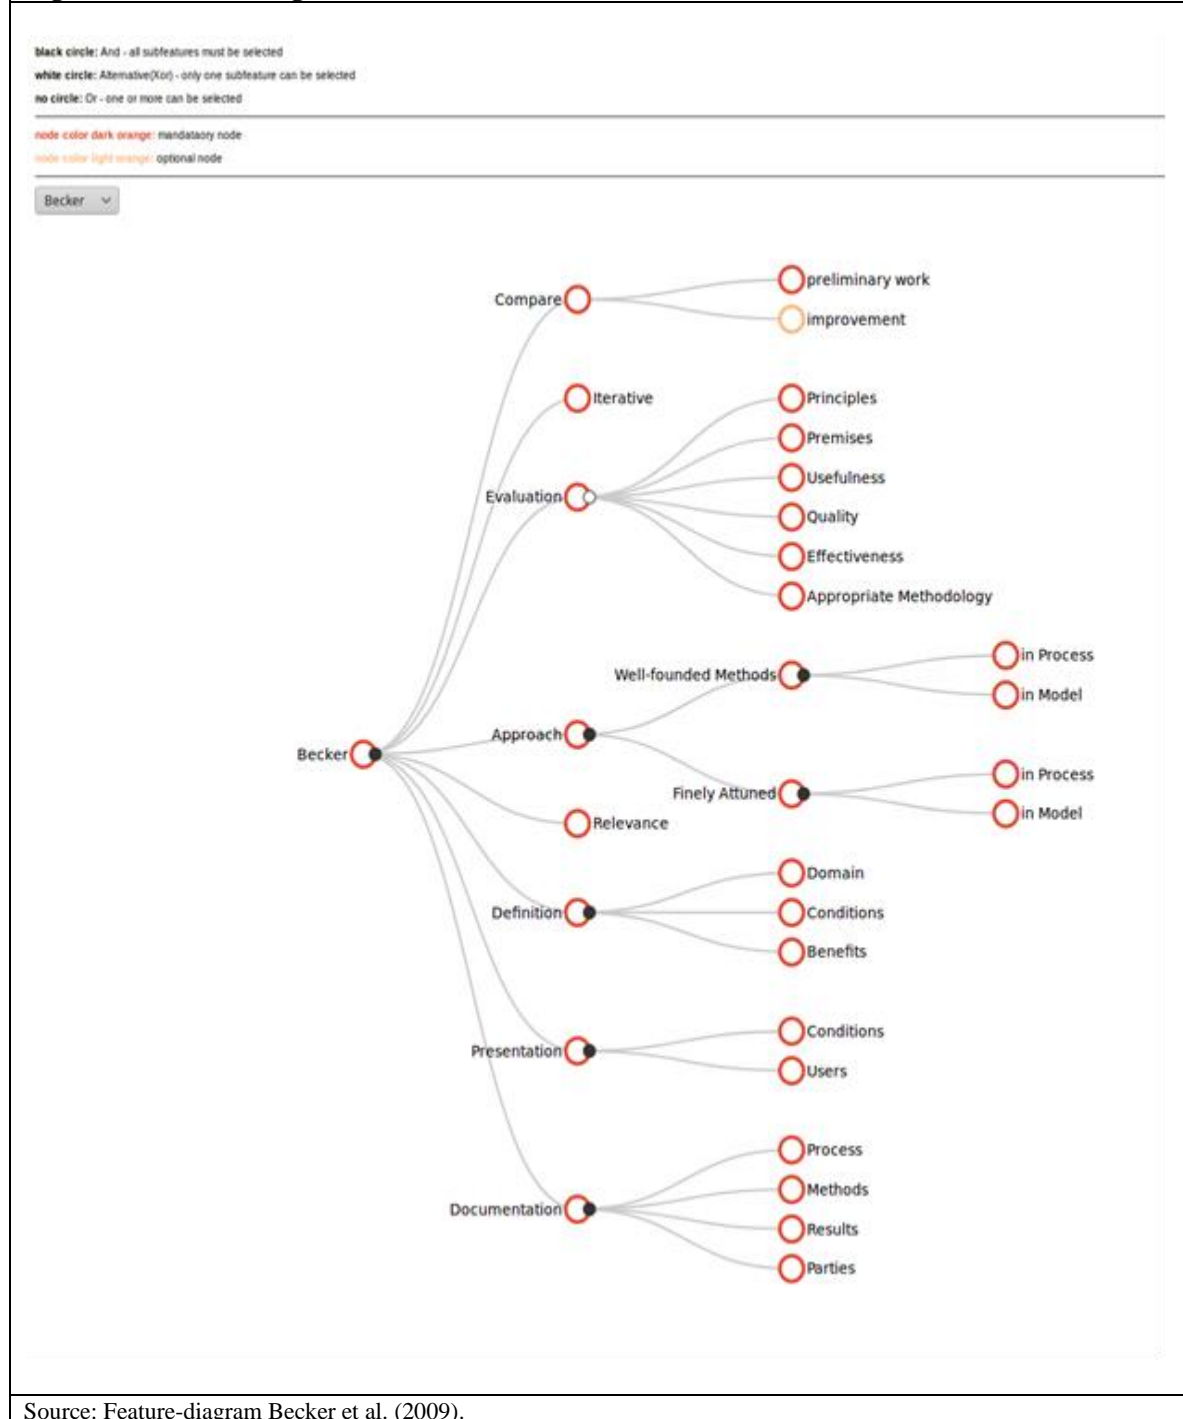 black circle: And - all subfeatures must be selected
white circle: Alternative(Xor) - only one subfeature can be selected
no circle: Or - one or more can be selected
node color dark orange: mandataory node
node color light orange: optional node
Becker
preliminary work
Compare
improvement
Iterative
Principles
Premises
Usefulness
Evaluation
Quality
Effectiveness
Appropriate Methodology
in Process
Well-founded Methods
in Model
Approach
Becker
in Process
Finely Attuned
in Model
Relevance
Domain
Definition
Conditions
Benefits
Conditions
Presentation
Users
Process
Methods
Documentation
Results
Parties
Source: Feature-diagram Becker et al. (2009).